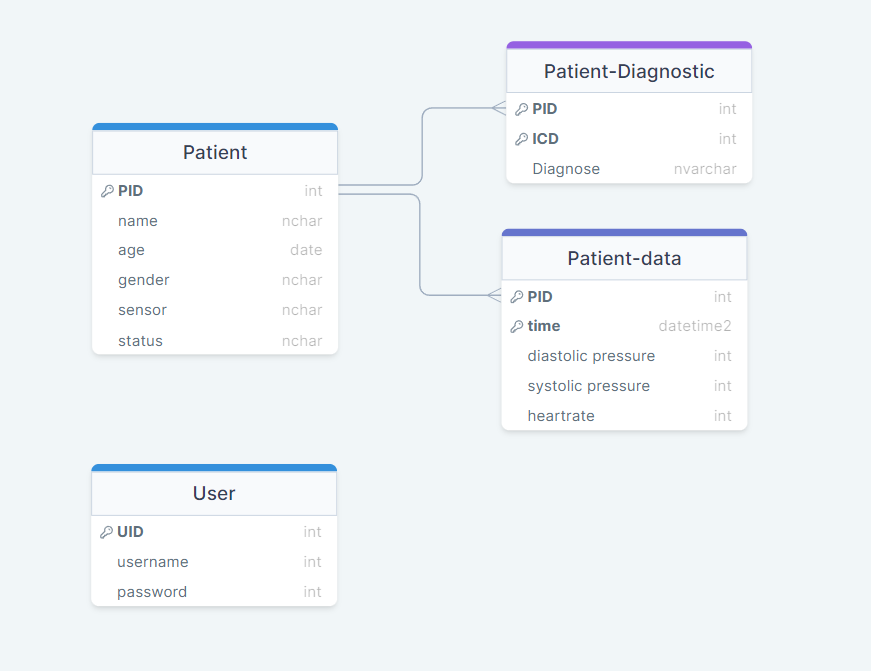 Patient
PID int
name nchar
age date
gender nchar
sensor nchar
status nchar
Patient-Diagnostic
PID int
ICD int
Diagnose nvarchar
Patient-data
PID int
time datetime2
diastolic pressure int
systolic pressure int
heartrate int
User
UID int
username int
password int